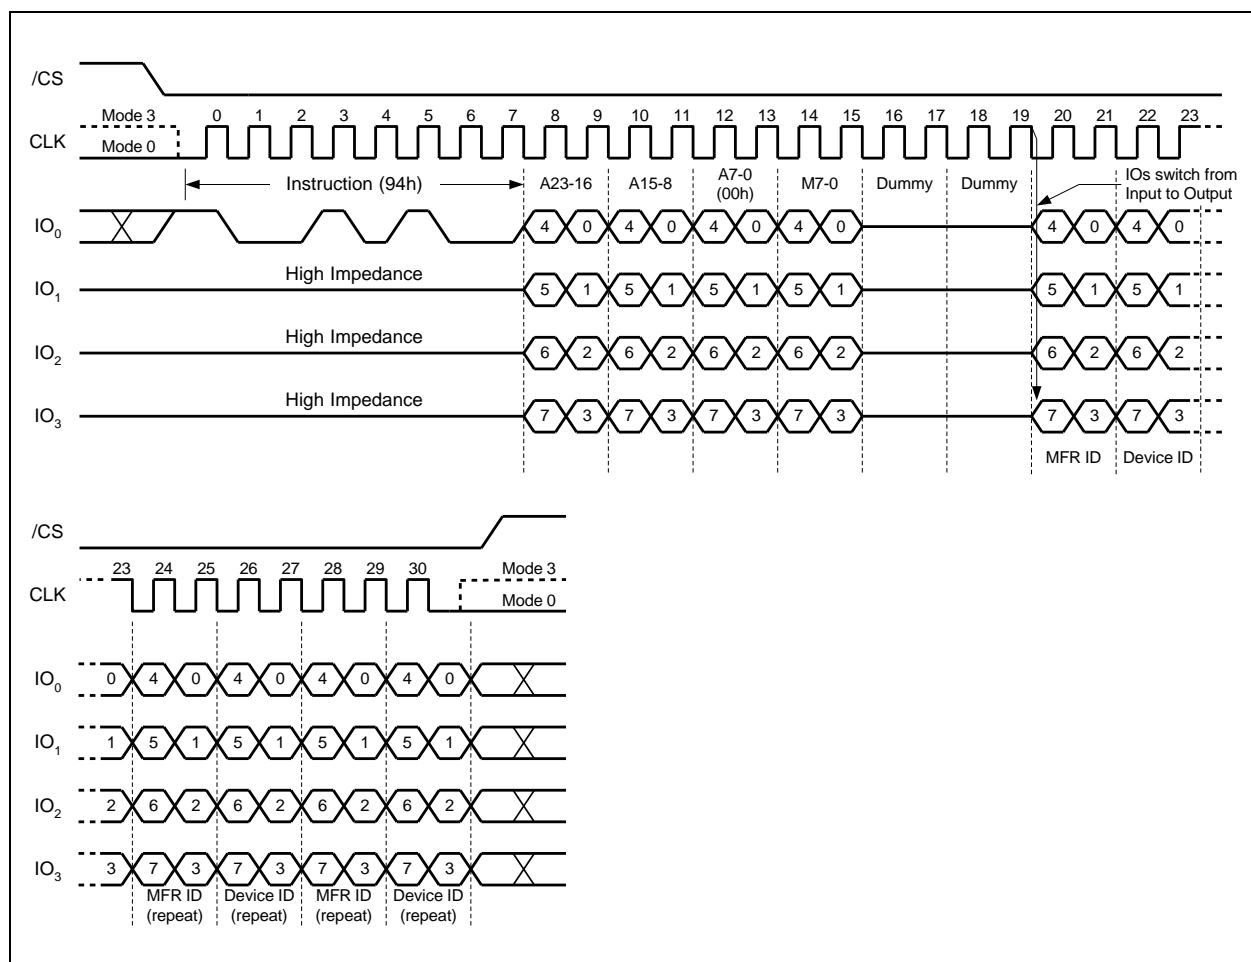 /CS
Mode 3
0 1 2 3 4 5 6 7 8 9 10 11 12 13 14 15 16 17 18 19 20 21 22 23
CLK
Mode 0
Instruction (94h)
A23-16
A15-8
A7-0
(00h)
M7-0
Dummy
Dummy
IOs switch from
Input to Output
IO0
4 0 4 0 4 0 4 0 4 0 4 0
High Impedance
IO1
5 1 5 1 5 1 5 1 5 1 5 1
High Impedance
IO2
6 2 6 2 6 2 6 2 6 2 6 2
High Impedance
IO3
7 3 7 3 7 3 7 3 7 3 7 3
MFR ID
Device ID
/CS
23 24 25 26 27 28 29 30
Mode 3
CLK
Mode 0
IO0
0 4 0 4 0 4 0 4 0
IO1
1 5 1 5 1 5 1 5 1
IO2
2 6 2 6 2 6 2 6 2
IO3
3 7 3 7 3 7 3 7 3
MFR ID
(repeat)
Device ID
(repeat)
MFR ID
(repeat)
Device ID
(repeat)